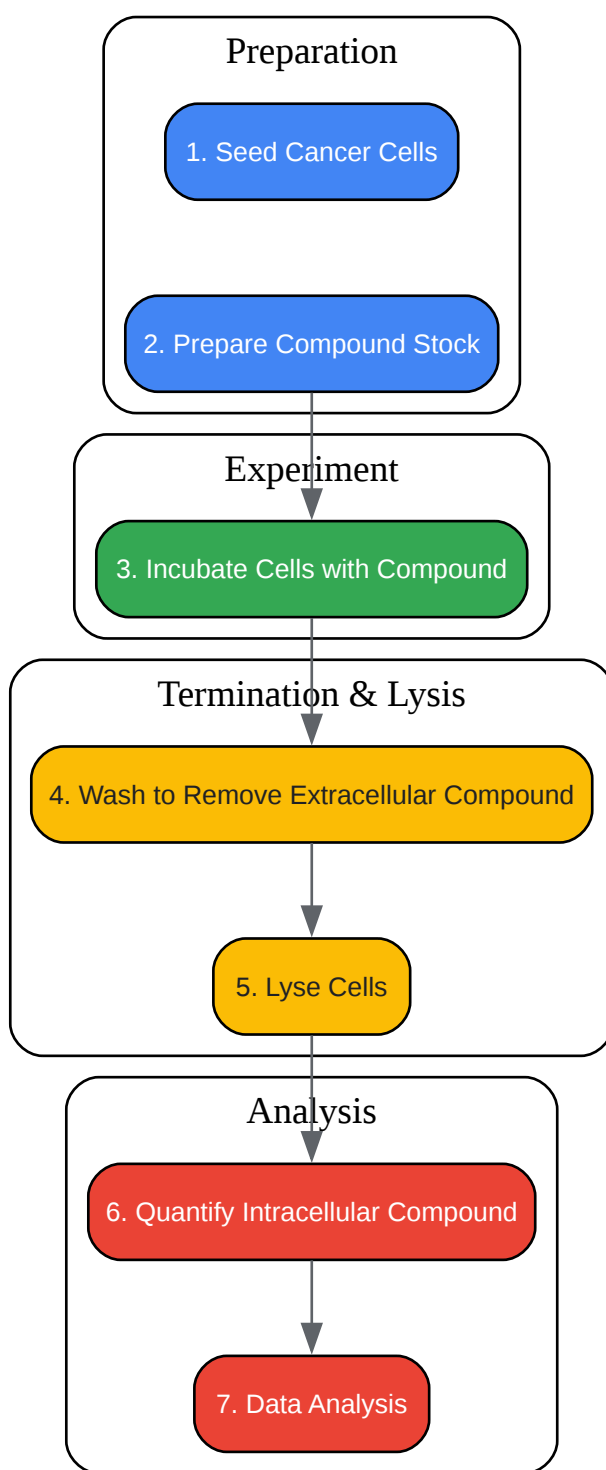 Preparation
1. Seed Cancer Cells
2. Prepare Compound Stock
Experiment
3. Incubate Cells with Compound
Termination & Lysis
4. Wash to Remove Extracellular Compound
5. Lyse Cells
Analysis
6. Quantify Intracellular Compound
7. Data Analysis